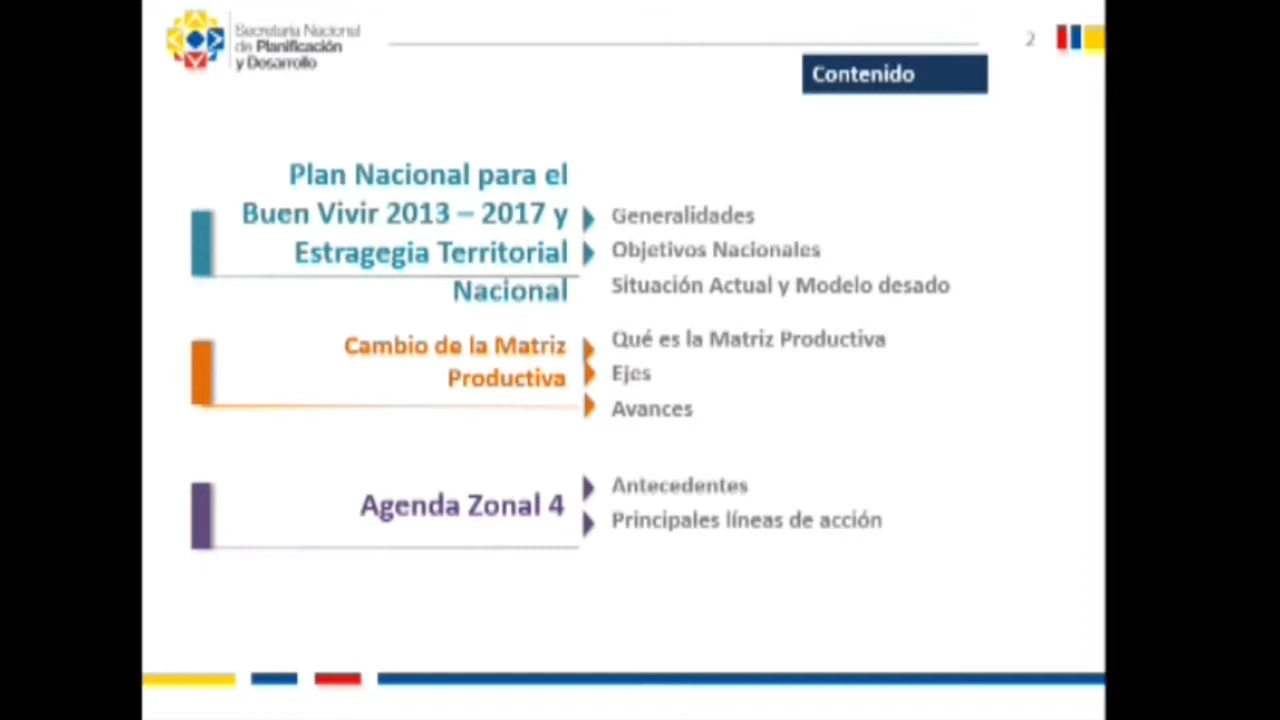 Secretaría Nacional
de Planificación
y Desarrollo
2
Contenido
Plan Nacional para el
Buen Vivir 2013 – 2017 y
Estragegia Territorial
Nacional
Generalidades
Objetivos Nacionales
Situación Actual y Modelo desado
Cambio de la Matriz
Productiva
Qué es la Matriz Productiva
Ejes
Avances
Agenda Zonal 4
Antecedentes
Principales líneas de acción